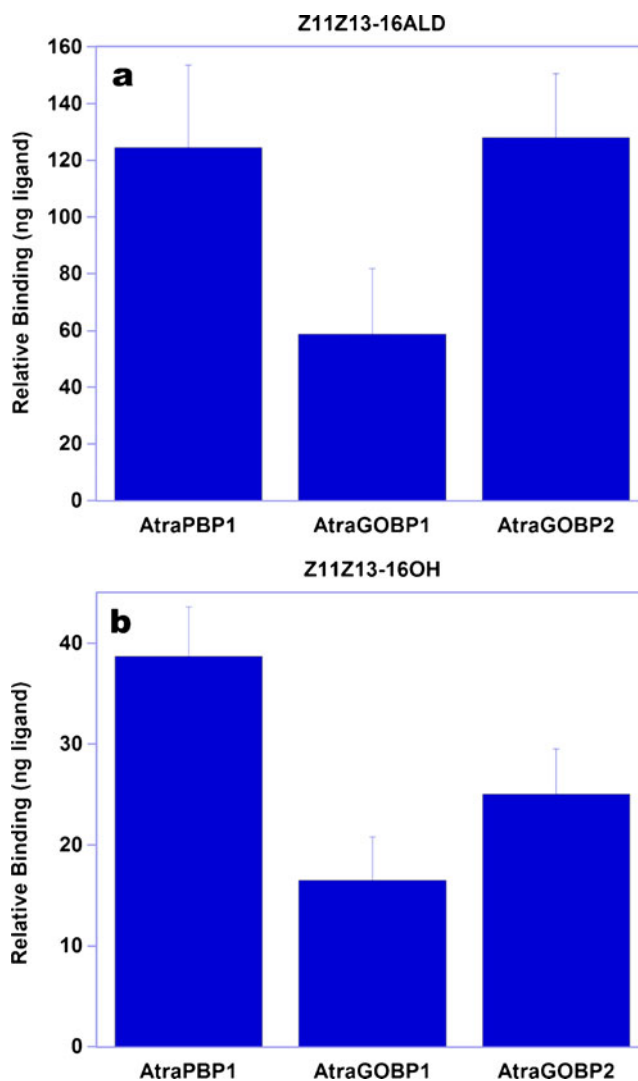 Z11Z13-16ALD
a
160
140
120
100
80
60
40
20
0
Relative Binding (ng ligand)
AtraPBP1 AtraGOBP1 AtraGOBP2
Z11Z13-16OH
b
40
30
20
10
0
Relative Binding (ng ligand)
AtraPBP1 AtraGOBP1 AtraGOBP2